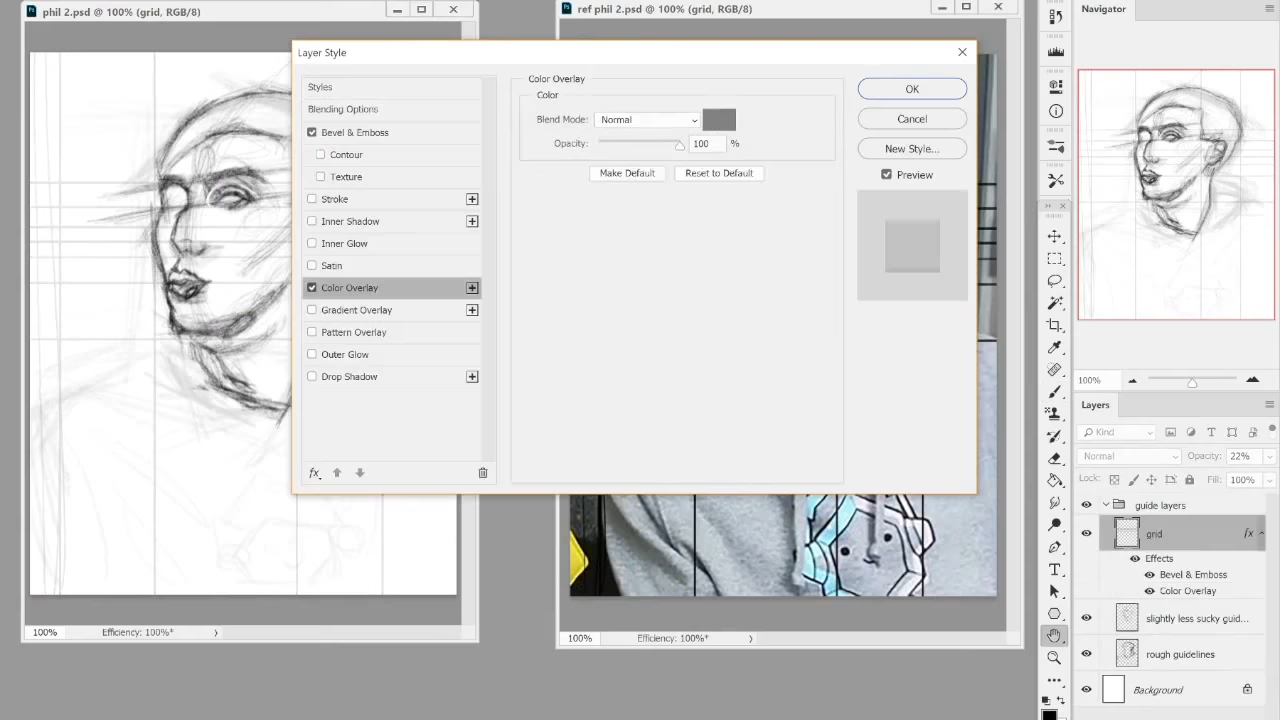 phil 2.psd @ 100% (grid, RGB/8)
ref phil 2.psd @ 100% (grid, RGB/8)
Navigator
Layer Style
Styles
Blending Options
Bevel & Emboss
Contour
Texture
Stroke
Inner Shadow
Inner Glow
Satin
Color Overlay
Gradient Overlay
Pattern Overlay
Outer Glow
Drop Shadow
fx
Color Overlay
Color
Blend Mode: Normal
Opacity: 100 %
Make Default
Reset to Default
OK
Cancel
New Style...
Preview
100%
Efficiency: 100%*
100%
Efficiency: 100%*
100%
Layers
Kind
Normal
Opacity: 22%
Lock:
Fill: 100%
guide layers
grid
fx
Effects
Bevel & Emboss
Color Overlay
slightly less sucky guid...
rough guidelines
Background